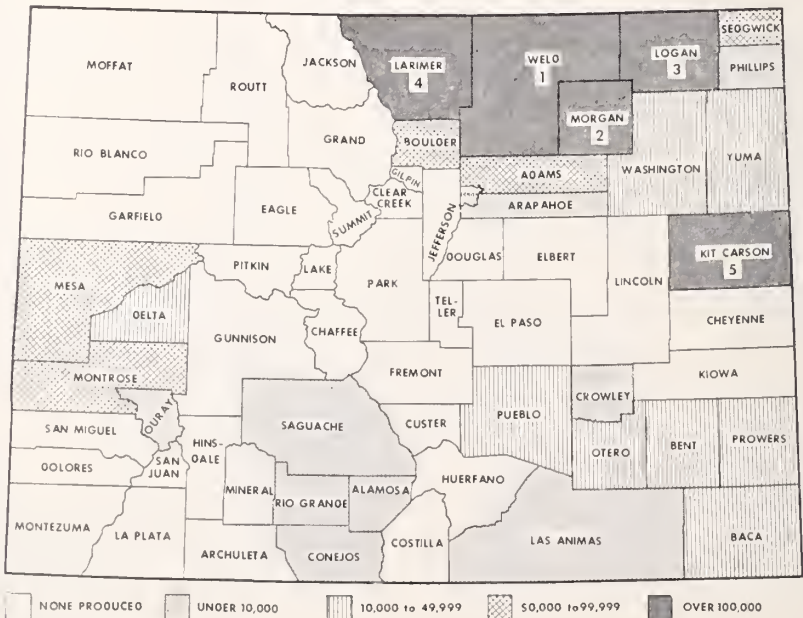 SEDGWICK
MOFFAT
ROUTT
JACKSON
LARIMER
4
WELD
1
LOGAN
3
PHILLIPS
MORGAN
2
RIO BLANCO
GRAND
BOULDER
WASHINGTON
YUMA
GILPIN
ADAMS
GARFIELD
EAGLE
SUMMIT
CLEAR
CREEK
JEFFERSON
ARAPAHOE
MESA
PITKIN
LAKE
PARK
DOUGLAS
ELBERT
LINCOLN
KIT CARSON
5
DELTA
GUNNISON
CHAFFEE
TEL-
LER
EL PASO
CHEYENNE
MONTROSE
FREMONT
KIOWA
OURAY
SAN MIGUEL
SAGUACHE
CUSTER
PUEBLO
CROWLEY
OTERO
BENT
PROWERS
DOLORES
SAN
JUAN
HINS-
DALE
MINERAL
RIO GRANDE
ALAMOSA
HUERFANO
MONTEZUMA
LA PLATA
ARCHULETA
CONEJOS
COSTILLA
LAS ANIMAS
BACA
NONE PRODUCED
UNDER 10,000
10,000 to 49,999
50,000 to 99,999
OVER 100,000